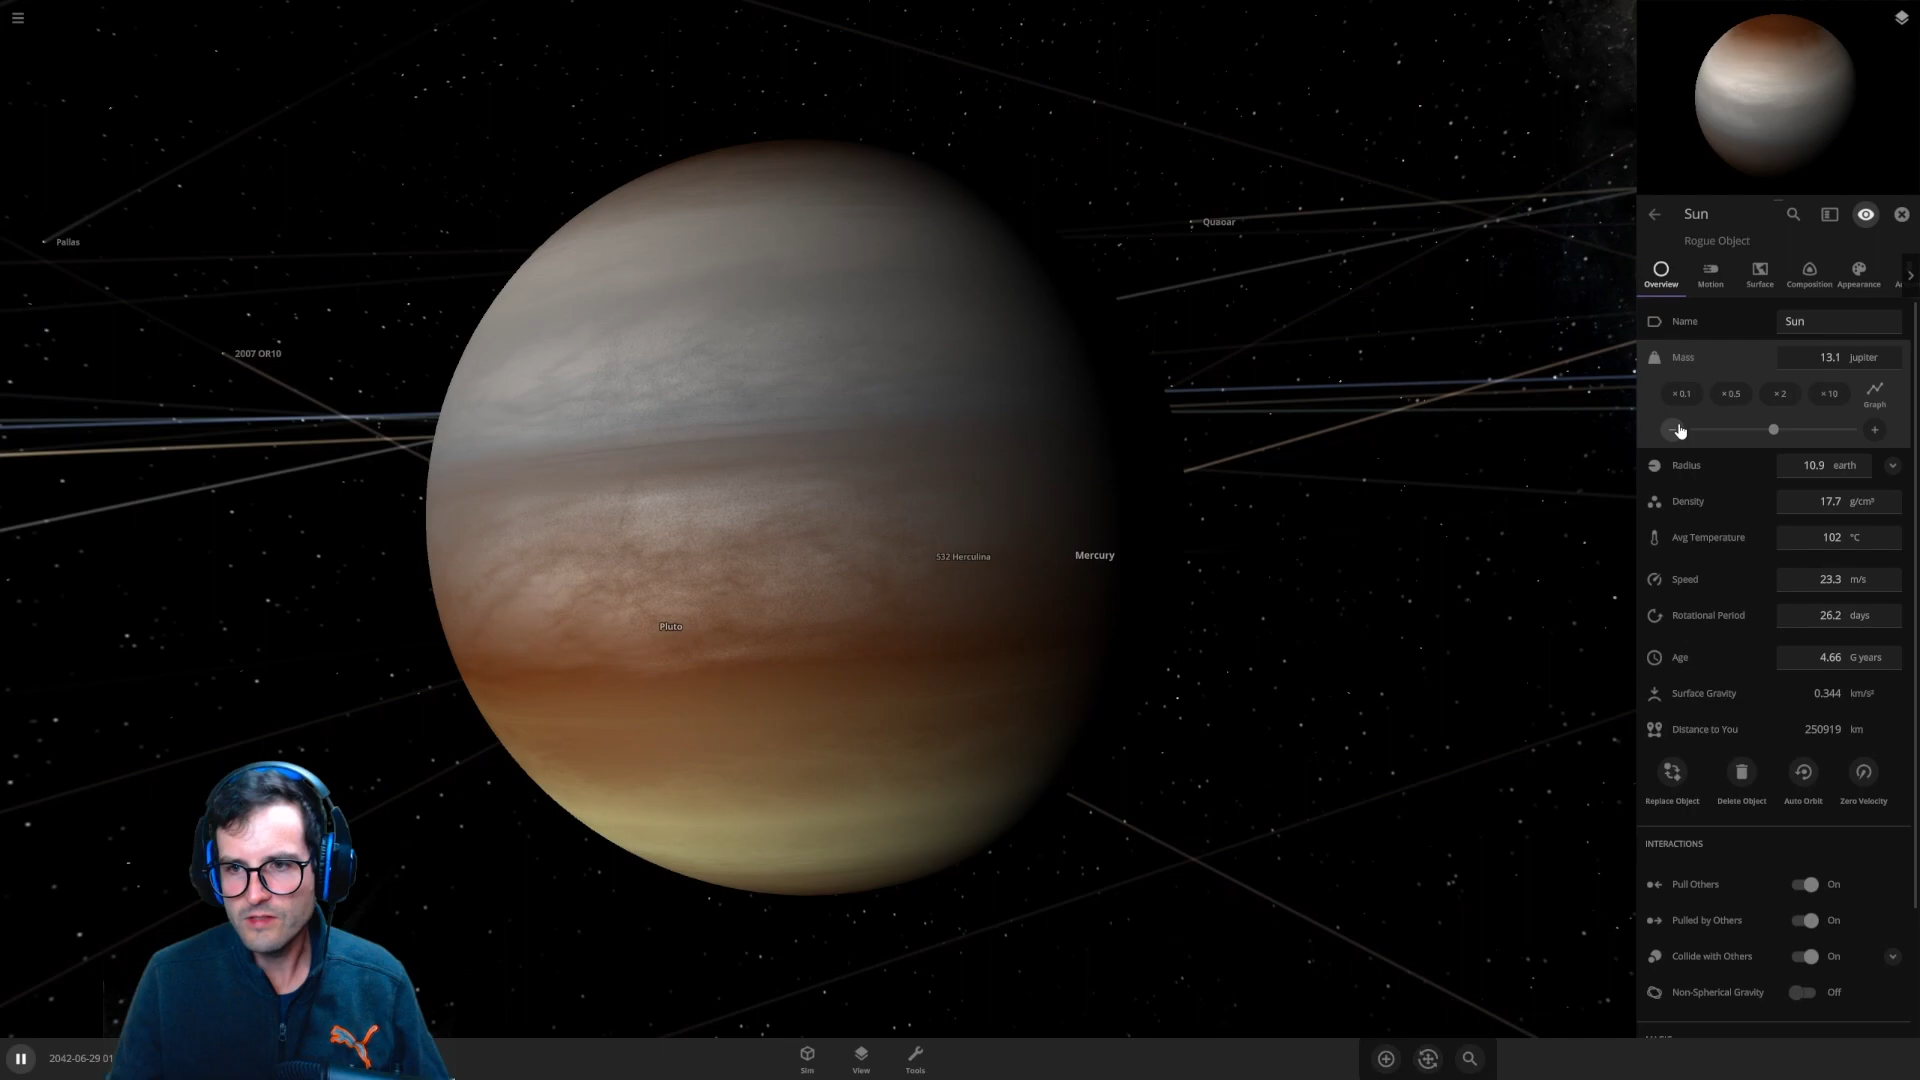 Pallas
Quaoar
2007 OR10
532 Herculina
Mercury
Pluto
Sun
Rogue Object
Overview
Motion
Surface
Composition
Appearance
Name
Sun
Mass
13.1 jupiter
× 0.1
× 0.5
× 2
× 10
Graph
Radius
10.9 earth
Density
17.7 g/cm³
Avg Temperature
102 °C
Speed
23.3 m/s
Rotational Period
26.2 days
Age
4.66 G years
Surface Gravity
0.344 km/s²
Distance to You
250919 km
Replace Object
Delete Object
Auto Orbit
Zero Velocity
INTERACTIONS
Pull Others
On
Pulled by Others
On
Collide with Others
On
Non-Spherical Gravity
Off
2042-06-29 01
Sim
View
Tools